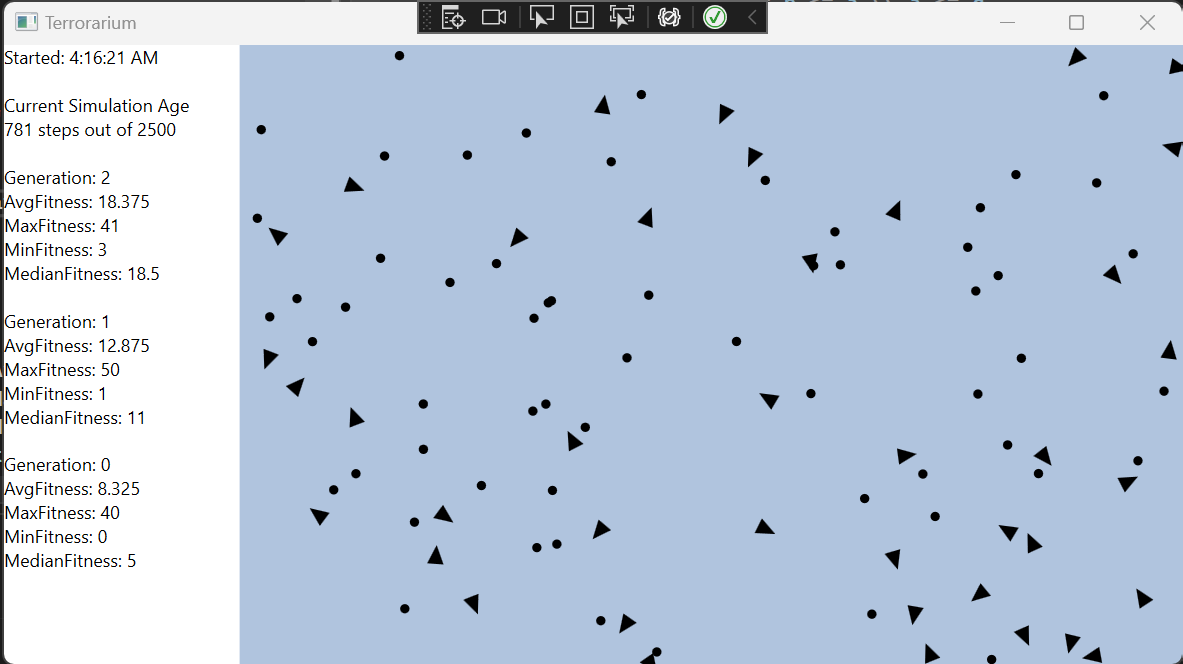 Terrorarium
Started: 4:16:21 AM
Current Simulation Age
781 steps out of 2500
Generation: 2
AvgFitness: 18.375
MaxFitness: 41
MinFitness: 3
MedianFitness: 18.5
Generation: 1
AvgFitness: 12.875
MaxFitness: 50
MinFitness: 1
MedianFitness: 11
Generation: 0
AvgFitness: 8.325
MaxFitness: 40
MinFitness: 0
MedianFitness: 5